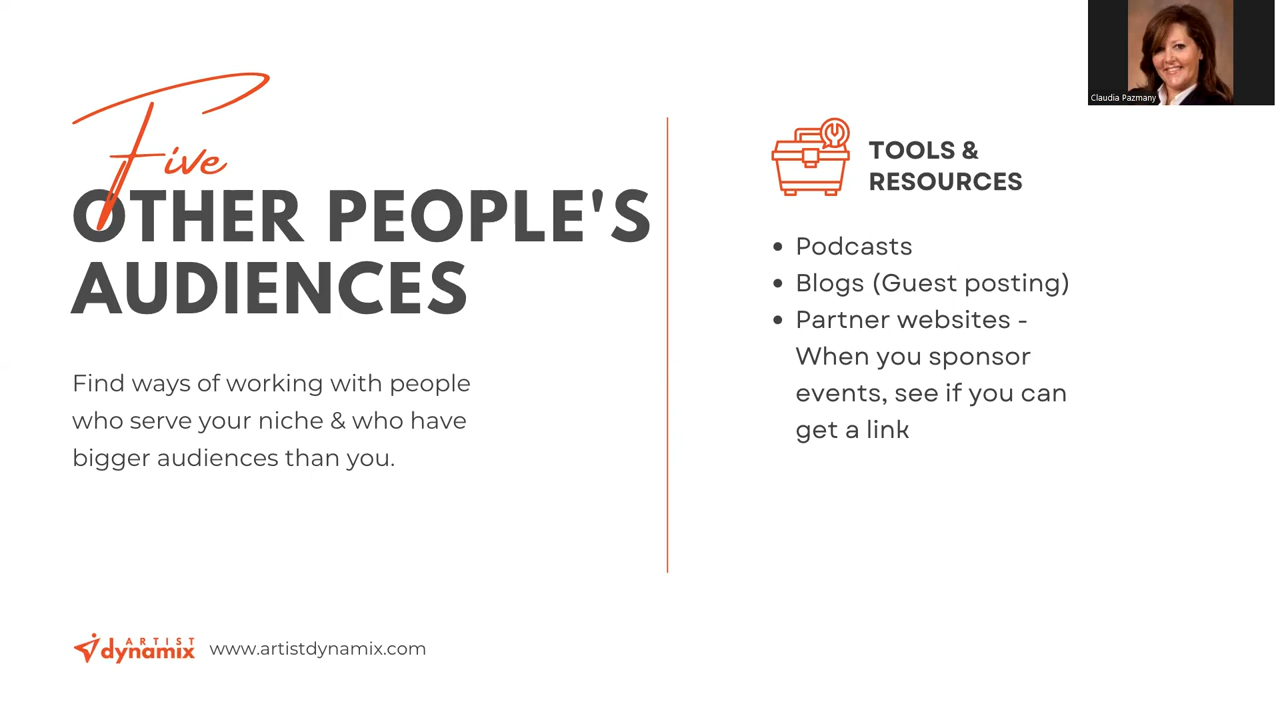 Claudia Pazmany
Five
OTHER PEOPLE'S
AUDIENCES
Find ways of working with people
who serve your niche & who have
bigger audiences than you.
TOOLS &
RESOURCES
• Podcasts
• Blogs (Guest posting)
• Partner websites -
When you sponsor
events, see if you can
get a link
ARTIST
dynamix
www.artistdynamix.com